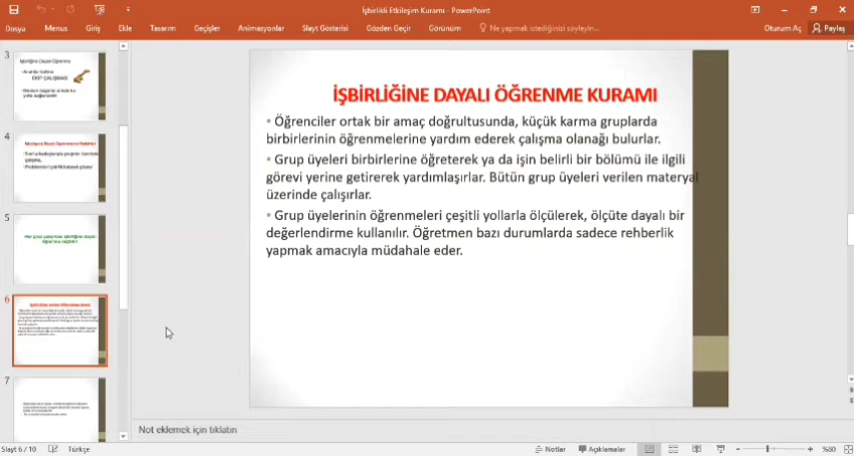 İşbirlikli Etkileşim Kuramı - PowerPoint
Dosya Menus Giriş Ekle Tasarım Geçişler Animasyonlar Slayt Gösterisi Gözden Geçir Görünüm Ne yapmak istediğinizi söyleyin... Oturum Aç Paylaş
3
4
5
6
7
İŞBİRLİĞİNE DAYALI ÖĞRENME KURAMI
• Öğrenciler ortak bir amaç doğrultusunda, küçük karma gruplarda
birbirlerinin öğrenmelerine yardım ederek çalışma olanağı bulurlar.
• Grup üyeleri birbirlerine öğreterek ya da işin belirli bir bölümü ile ilgili
görevi yerine getirerek yardımlaşırlar. Bütün grup üyeleri verilen materyal
üzerinde çalışırlar.
• Grup üyelerinin öğrenmeleri çeşitli yollarla ölçülerek, ölçüte dayalı bir
değerlendirme kullanılır. Öğretmen bazı durumlarda sadece rehberlik
yapmak amacıyla müdahale eder.
Not eklemek için tıklatın
Slayt 6 / 10 Türkçe Notlar Açıklamalar %80